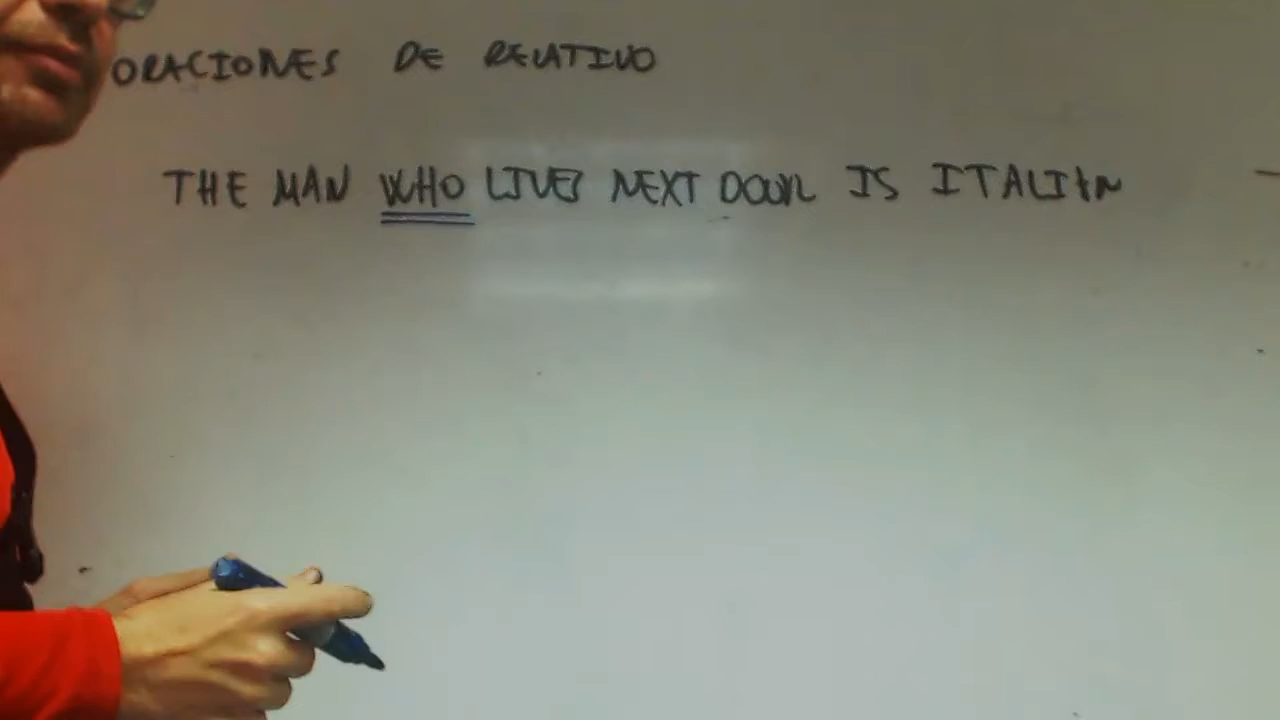 ORACIONES DE RELATIVO
THE MAN WHO LIVES NEXT DOOR IS ITALIAN